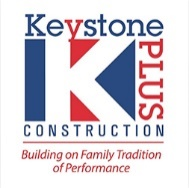 Keystone
K PLUS
CONSTRUCTION
Building on Family Tradition
of Performance